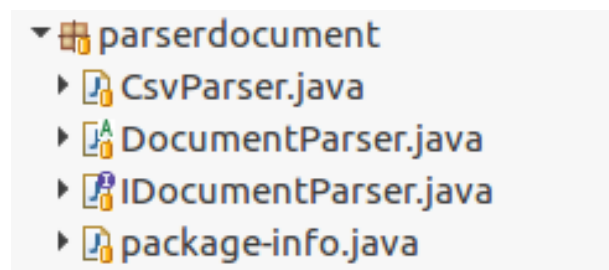 parserdocument
CsvParser.java
DocumentParser.java
IDocumentParser.java
package-info.java